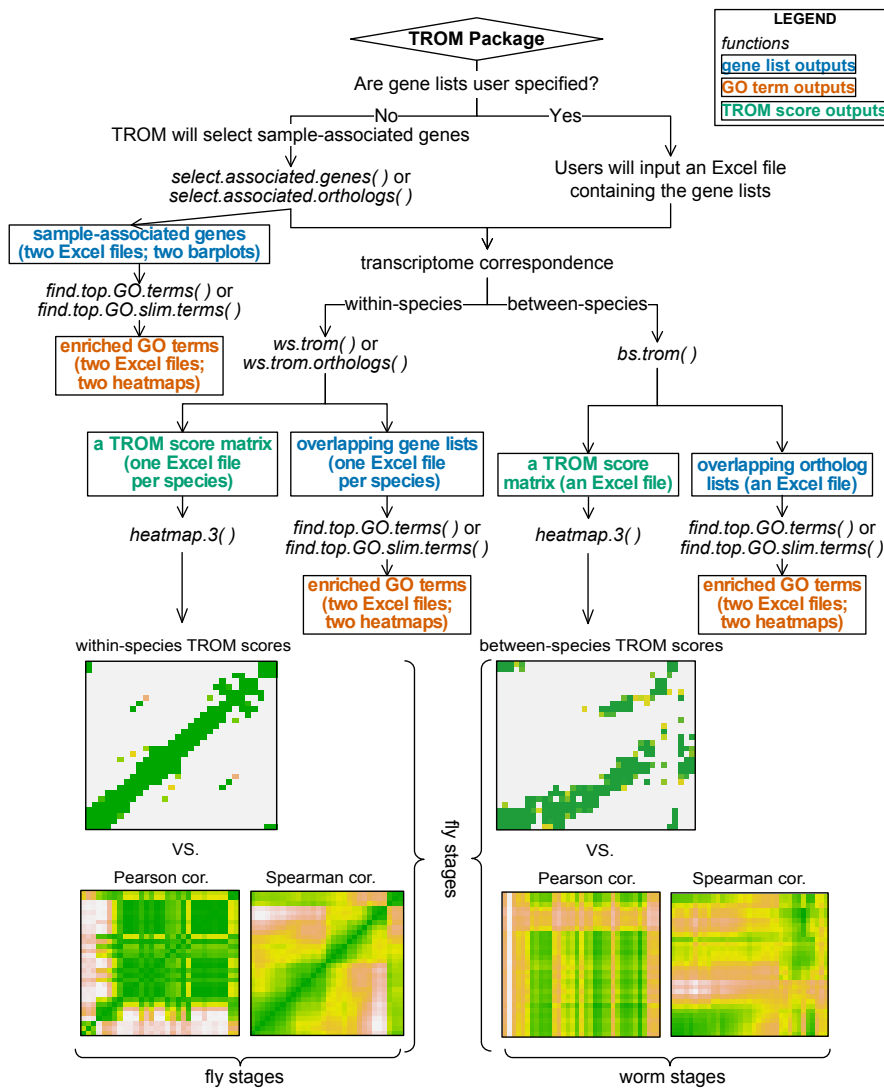 TROM Package
LEGEND
functions
gene list outputs
GO term outputs
TROM score outputs
Are gene lists user specified?
No
Yes
TROM will select sample-associated genes
select.associated.genes( ) or
select.associated.orthologs( )
Users will input an Excel file
containing the gene lists
sample-associated genes
(two Excel files; two barplots)
transcriptome correspondence
find.top.GO.terms( ) or
find.top.GO.slim.terms( )
within-species
between-species
enriched GO terms
(two Excel files;
two heatmaps)
ws.trom( ) or
ws.trom.orthologs( )
bs.trom( )
a TROM score matrix
(one Excel file
per species)
overlapping gene lists
(one Excel file
per species)
a TROM score
matrix (an Excel file)
overlapping ortholog
lists (an Excel file)
heatmap.3( )
find.top.GO.terms( ) or
find.top.GO.slim.terms( )
heatmap.3( )
find.top.GO.terms( ) or
find.top.GO.slim.terms( )
enriched GO terms
(two Excel files;
two heatmaps)
enriched GO terms
(two Excel files;
two heatmaps)
within-species TROM scores
between-species TROM scores
fly stages
VS.
VS.
Pearson cor.
Spearman cor.
Pearson cor.
Spearman cor.
fly stages
worm stages